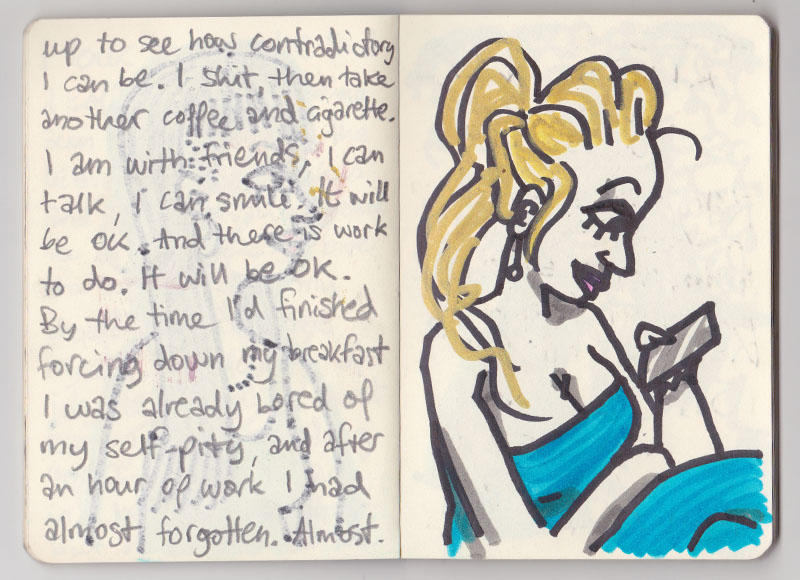 up to see how contradictory
I can be. I shit, then take
another coffee and cigarette.
I am with friends, I can
talk, I can smile. It will
be OK. And there is work
to do. It will be OK.
By the time I'd finished
forcing down my breakfast
I was already bored of
my self-pity, and after
an hour of work I had
almost forgotten. Almost.